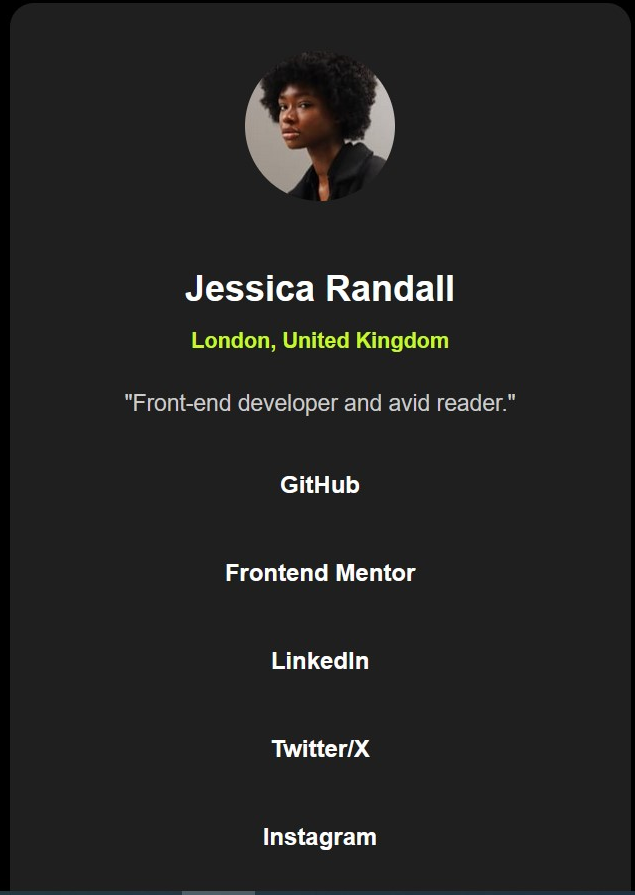 Jessica Randall
London, United Kingdom
"Front-end developer and avid reader."
GitHub
Frontend Mentor
LinkedIn
Twitter/X
Instagram